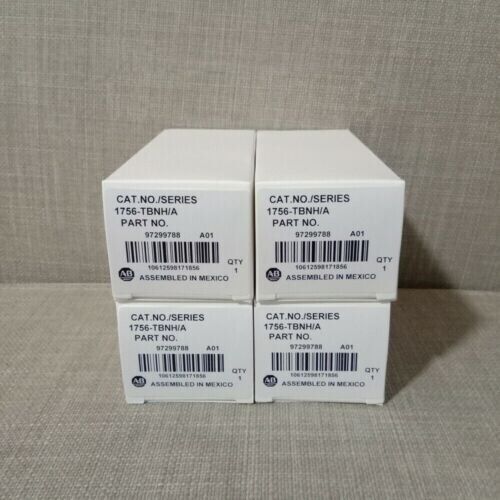 CAT.NO./SERIES
1756-TBNH/A
PART NO.
97299788 A01
10612598171856
QTY
1
AB
ASSEMBLED IN MEXICO
CAT.NO./SERIES
1756-TBNH/A
PART NO.
97299788 A01
10612598171856
QTY
1
AB
ASSEMBLED IN MEXICO
CAT.NO./SERIES
1756-TBNH/A
PART NO.
97299788 A01
10612598171856
QTY
1
AB
ASSEMBLED IN MEXICO
CAT.NO./SERIES
1756-TBNH/A
PART NO.
97299788 A01
10612598171856
QTY
1
AB
ASSEMBLED IN MEXICO